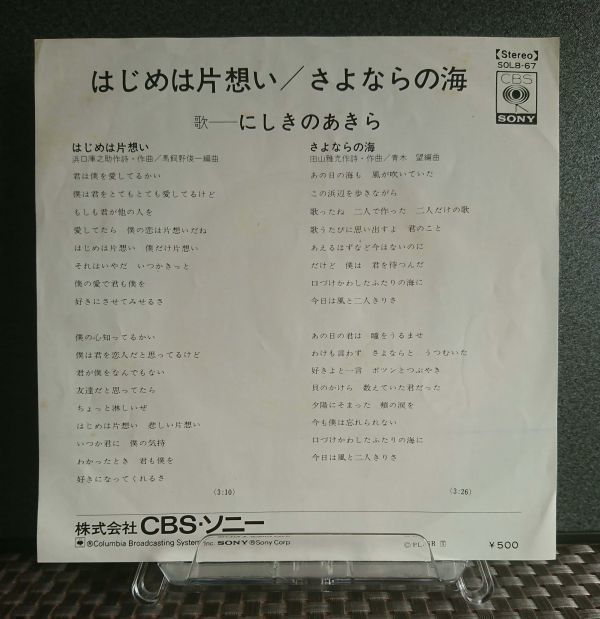 【Stereo】
SOLB-67
CBS
SONY
はじめは片想い/さよならの海
歌──にしきのあきら
はじめは片想い
浜口庫之助作詩・作曲/馬飼野俊一編曲
君は僕を愛してるかい
僕は君をとてもとても愛してるけど
もしも君が他の人を
愛してたら 僕の恋は片想いだね
はじめは片想い 僕だけ片想い
それはいやだ いつかきっと
僕の愛で君も僕を
好きにさせてみせるさ
僕の心知ってるかい
僕は君を恋人だと思ってるけど
君が僕をなんでもない
友達だと思ってたら
ちょっと淋しいぜ
はじめは片想い 悲しい片想い
いつか君に 僕の気持
わかったとき 君も僕を
好きになってくれるさ
(3:10)
さよならの海
由山雅充作詩・作曲/青木 望編曲
あの日の海も 風が吹いていた
この浜辺を歩きながら
歌ったね 二人で作った 二人だけの歌
歌うたびに思い出すよ 君のこと
あえるはずなど今はないのに
だけど 僕は 君を待つんだ
口づけかわしたふたりの海に
今日は風と二人きりさ
あの日の君は 瞳をうるませ
わけも言わず さよならと うつむいた
好きよと一言 ポツンとつぶやき
貝のかけら 数えていた君だった
夕陽にそまった 頬の涙を
今も僕は忘れられない
口づけかわしたふたりの海に
今日は風と二人きりさ
(3:26)
株式会社 CBS・ソニー
®Columbia Broadcasting System, Inc. SONY ®Sony Corp
¥500